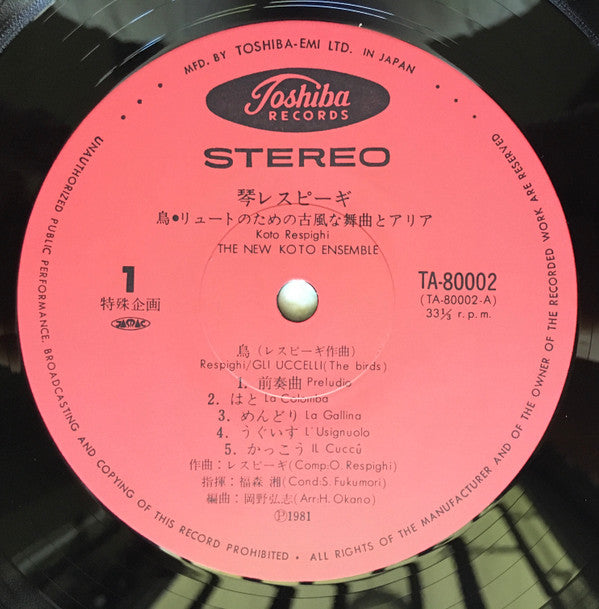 MFD. BY TOSHIBA-EMI LTD. IN JAPAN
Toshiba
RECORDS
STEREO
琴レスピーギ
鳥●リュートのための古風な舞曲とアリア
Koto Respighi
THE NEW KOTO ENSEMBLE
1
特殊企画
JASRAC
TA-80002
(TA-80002-A)
33⅓ r.p.m.
鳥(レスピーギ作曲)
Respighi/GLI UCCELLI(The birds)
1. 前奏曲 Preludio
2. はと La Colomba
3. めんどり La Gallina
4. うぐいす L'Usignuolo
5. かっこう IL Cuccû
作曲:レスピーギ(Comp:O. Respighi)
指揮:福森 湘(Cond:S. Fukumori)
編曲:岡野弘志(Arr:H. Okano)
Ⓟ1981
UNAUTHORIZED PUBLIC PERFORMANCE, BROADCASTING AND COPYING OF THIS RECORD PROHIBITED • ALL RIGHTS OF THE MANUFACTURER AND OF THE OWNER OF THE RECORDED WORK ARE RESERVED